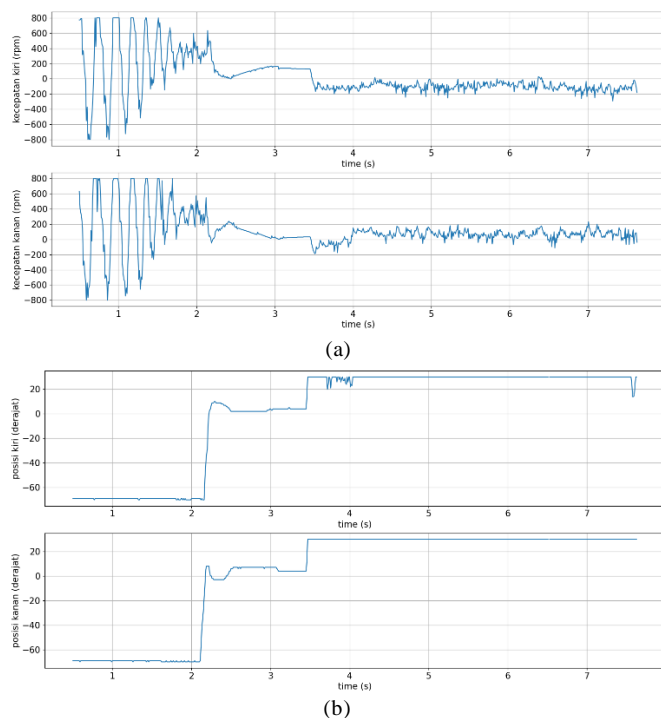 kecepatan kiri (rpm)
800
600
400
200
0
−200
−400
−600
−800
1 2 3 4 5 6 7
time (s)
kecepatan kanan (rpm)
800
600
400
200
0
−200
−400
−600
−800
1 2 3 4 5 6 7
time (s)
(a)
posisi kiri (derajat)
20
0
−20
−40
−60
1 2 3 4 5 6 7
time (s)
posisi kanan (derajat)
20
0
−20
−40
−60
1 2 3 4 5 6 7
time (s)
(b)